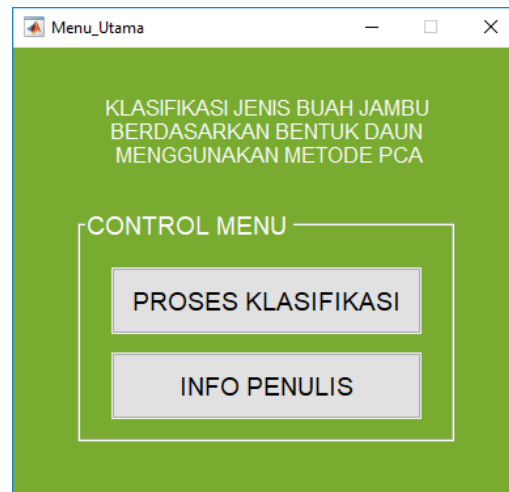 Menu_Utama
KLASIFIKASI JENIS BUAH JAMBU
BERDASARKAN BENTUK DAUN
MENGGUNAKAN METODE PCA
CONTROL MENU
PROSES KLASIFIKASI
INFO PENULIS